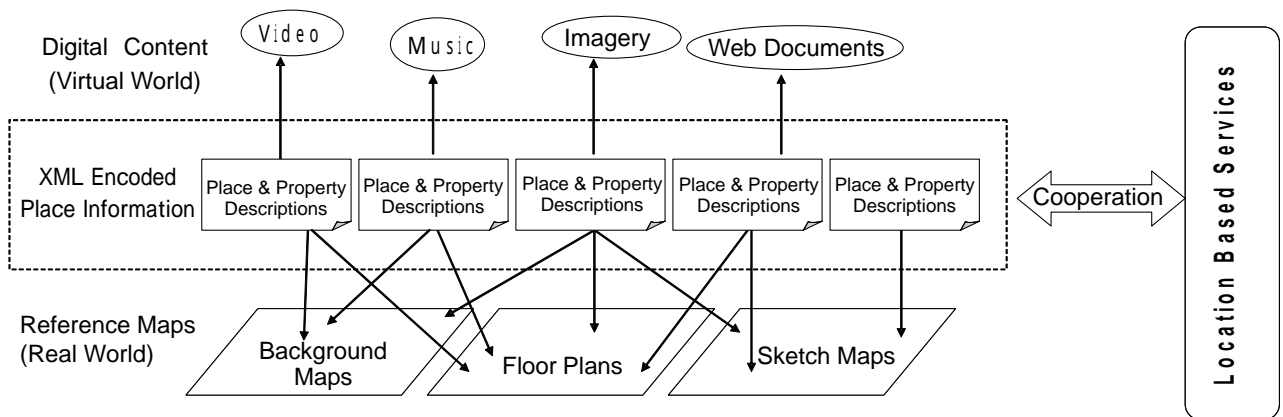 Digital Content
(Virtual World)
Video
Music
Imagery
Web Documents
XML Encoded
Place Information
Place & Property
Descriptions
Place & Property
Descriptions
Place & Property
Descriptions
Place & Property
Descriptions
Place & Property
Descriptions
Cooperation
Location Based Services
Reference Maps
(Real World)
Background
Maps
Floor Plans
Sketch Maps